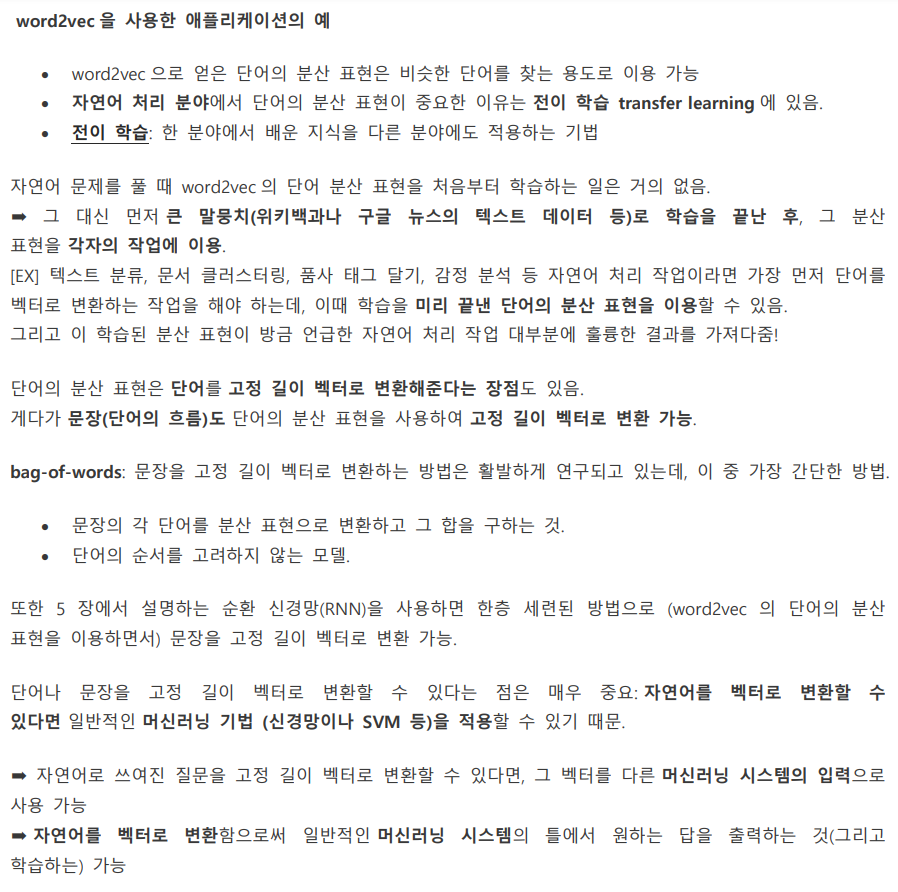 word2vec 을 사용한 애플리케이션의 예
• word2vec 으로 얻은 단어의 분산 표현은 비슷한 단어를 찾는 용도로 이용 가능
• 자연어 처리 분야에서 단어의 분산 표현이 중요한 이유는 전이 학습 transfer learning 에 있음.
• 전이 학습: 한 분야에서 배운 지식을 다른 분야에도 적용하는 기법
자연어 문제를 풀 때 word2vec 의 단어 분산 표현을 처음부터 학습하는 일은 거의 없음.
➡ 그 대신 먼저 큰 말뭉치(위키백과나 구글 뉴스의 텍스트 데이터 등)로 학습을 끝난 후, 그 분산
표현을 각자의 작업에 이용.
[EX] 텍스트 분류, 문서 클러스터링, 품사 태그 달기, 감정 분석 등 자연어 처리 작업이라면 가장 먼저 단어를
벡터로 변환하는 작업을 해야 하는데, 이때 학습을 미리 끝낸 단어의 분산 표현을 이용할 수 있음.
그리고 이 학습된 분산 표현이 방금 언급한 자연어 처리 작업 대부분에 훌륭한 결과를 가져다줌!
단어의 분산 표현은 단어를 고정 길이 벡터로 변환해준다는 장점도 있음.
게다가 문장(단어의 흐름)도 단어의 분산 표현을 사용하여 고정 길이 벡터로 변환 가능.
bag-of-words: 문장을 고정 길이 벡터로 변환하는 방법은 활발하게 연구되고 있는데, 이 중 가장 간단한 방법.
• 문장의 각 단어를 분산 표현으로 변환하고 그 합을 구하는 것.
• 단어의 순서를 고려하지 않는 모델.
또한 5 장에서 설명하는 순환 신경망(RNN)을 사용하면 한층 세련된 방법으로 (word2vec 의 단어의 분산
표현을 이용하면서) 문장을 고정 길이 벡터로 변환 가능.
단어나 문장을 고정 길이 벡터로 변환할 수 있다는 점은 매우 중요: 자연어를 벡터로 변환할 수
있다면 일반적인 머신러닝 기법 (신경망이나 SVM 등)을 적용할 수 있기 때문.
➡ 자연어로 쓰여진 질문을 고정 길이 벡터로 변환할 수 있다면, 그 벡터를 다른 머신러닝 시스템의 입력으로
사용 가능
➡ 자연어를 벡터로 변환함으로써 일반적인 머신러닝 시스템의 틀에서 원하는 답을 출력하는 것(그리고
학습하는) 가능